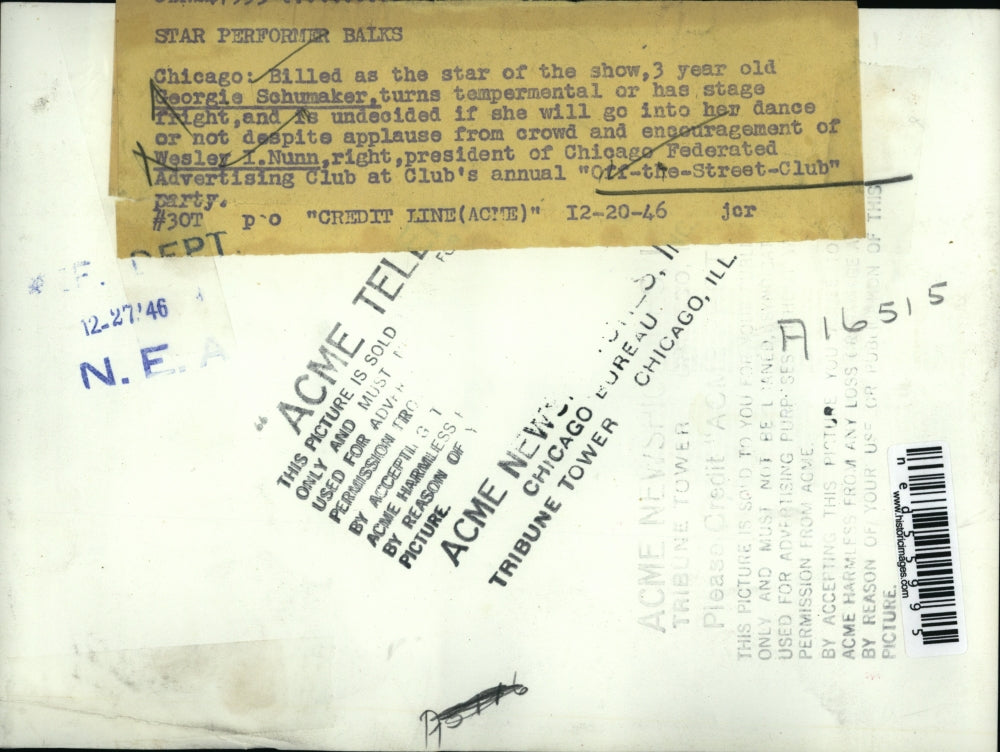 STAR PERFORMER BALKS
Chicago: Billed as the star of the show,3 year old
Georgie Schumaker,turns tempermental or has stage
fright,and is undecided if she will go into her dance
or not despite applause from crowd and encouragement of
Wesley I.Nunn,right,president of Chicago Federated
Advertising Club at Club's annual "Off-the-Street-Club"
party.
#30T "CREDIT LINE(ACME)" 12-20-46 jcr
DEPT.
12-27-46
N. E. A
"ACME TELE
THIS PICTURE IS SOLD
ONLY AND MUST
USED FOR ADV
PERMISSION FRO
BY ACCEPTI G T
ACME HARMLESS
BY REASON OF
PICTURE.
ACME NEWS
CHICAGO BUREAU
TRIBUNE TOWER CHICAGO, ILL.
A16515
ACME NEWSPIC
TRIBUNE TOWER
Please Credit "ACME
THIS PICTURE IS SOLD TO YOU FOR
ONLY AND MUST NOT BE LOANED
USED FOR ADVERTISING PURPOSES
PERMISSION FROM ACME.
BY ACCEPTING THIS PICTURE YOU
ACME HARMLESS FROM ANY LOSS
BY REASON OF YOUR USE OR PUBL OF THIS
PICTURE.
www.historicimages.com
ned55995